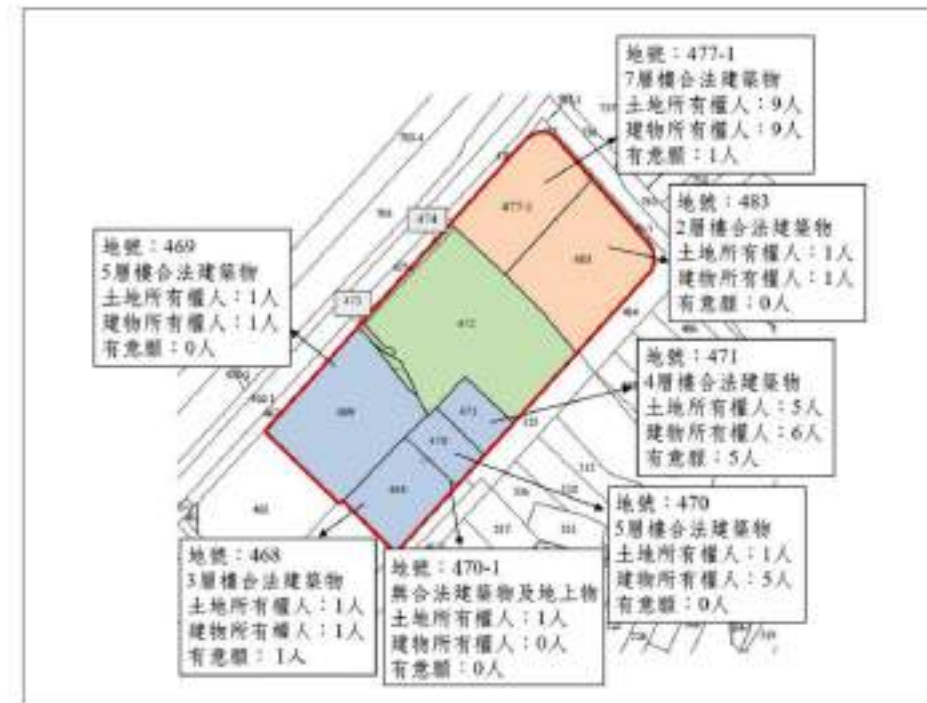 地號：477-1
7層樓合法建築物
土地所有權人：9人
建物所有權人：9人
有意願：1人
地號：483
2層樓合法建築物
土地所有權人：1人
建物所有權人：1人
有意願：0人
地號：469
5層樓合法建築物
土地所有權人：1人
建物所有權人：1人
有意願：0人
474
473
477-1
483
472
469
471
470
468
地號：471
4層樓合法建築物
土地所有權人：5人
建物所有權人：6人
有意願：5人
地號：470
5層樓合法建築物
土地所有權人：1人
建物所有權人：5人
有意願：0人
地號：468
3層樓合法建築物
土地所有權人：1人
建物所有權人：1人
有意願：1人
地號：470-1
無合法建築物及地上物
土地所有權人：1人
建物所有權人：0人
有意願：0人